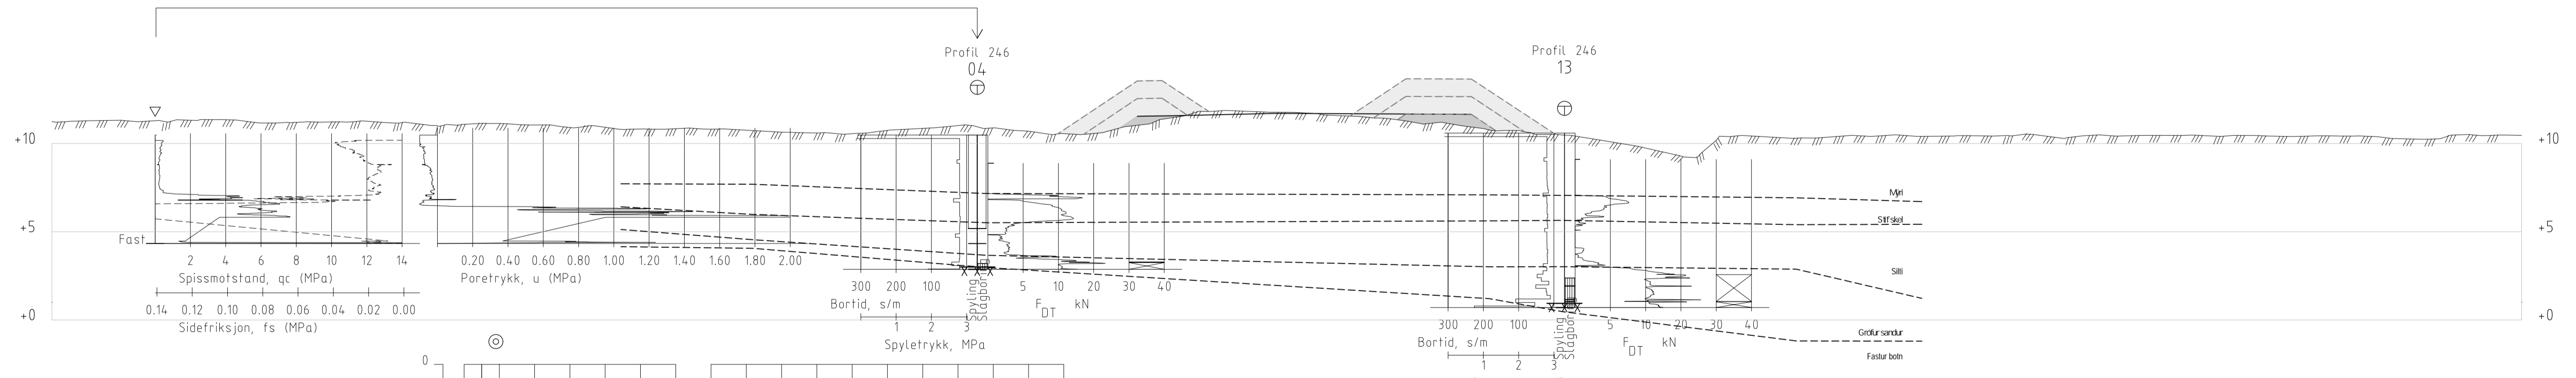 Profil 246
04
Profil 246
13
+10
+10
Mýri
Stíf skel
+5
+5
Fast
Silti
2 4 6 8 10 12 14
0.20 0.40 0.60 0.80 1.00 1.20 1.40 1.60 1.80 2.00
Spissmotstand, qc (MPa)
Poretrykk, u (MPa)
0.14 0.12 0.10 0.08 0.06 0.04 0.02 0.00
Sidefriksjon, fs (MPa)
300 200 100
Spyling
Slagbor
5 10 20 30 40
Bortid, s/m
FDT kN
1 2 3
Spyletrykk, MPa
300 200 100
Spyling
Slagbor
5 10 20 30 40
Bortid, s/m
FDT kN
1 2 3
+0
+0
Grófur sandur
Fastur botn
0